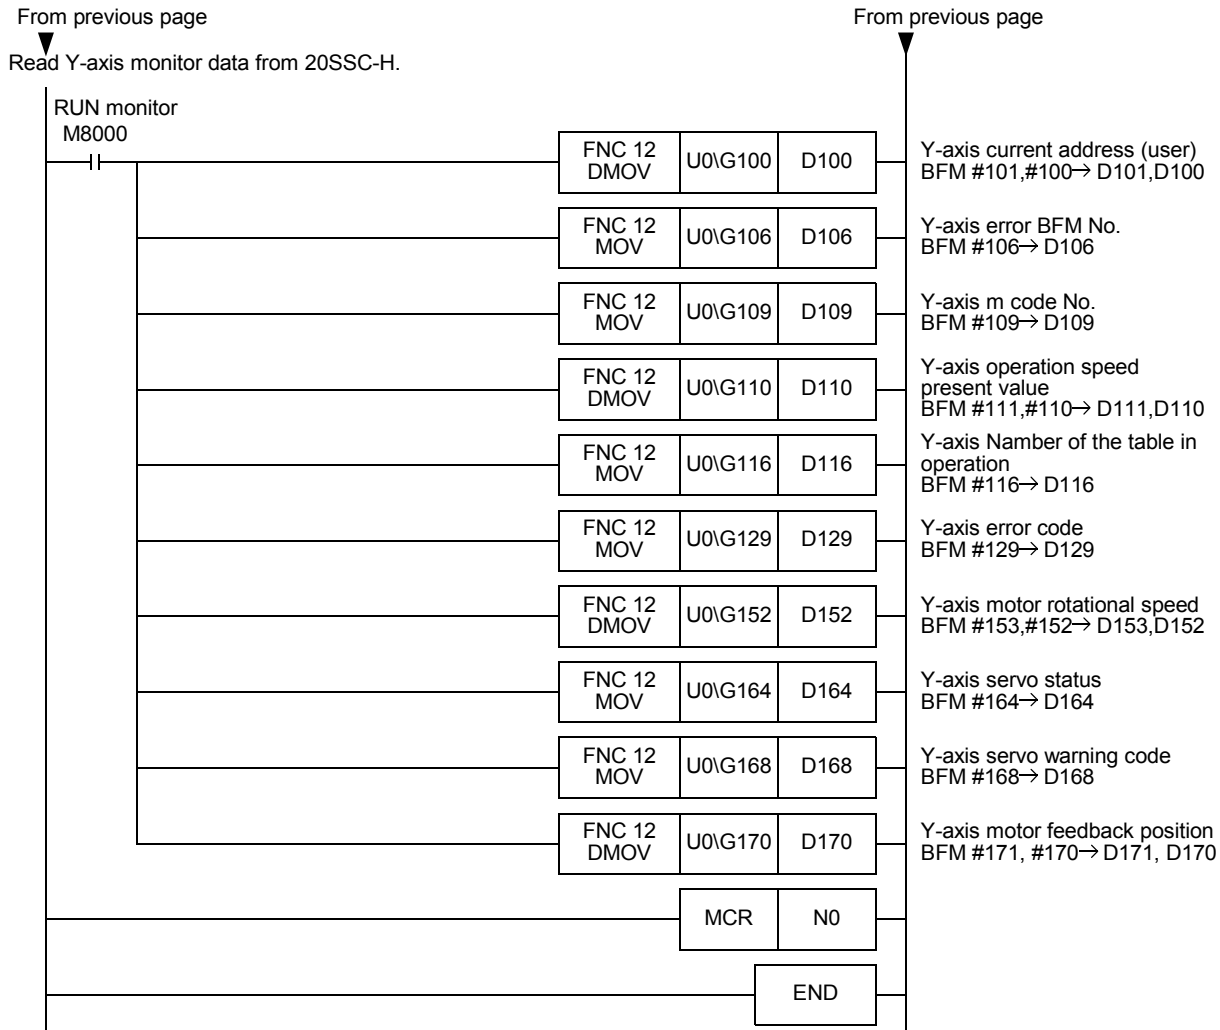 From previous page
From previous page
Read Y-axis monitor data from 20SSC-H.
RUN monitor
M8000
FNC 12
DMOV
U0\G100
D100
Y-axis current address (user)
BFM #101,#100→ D101,D100
FNC 12
MOV
U0\G106
D106
Y-axis error BFM No.
BFM #106→ D106
FNC 12
MOV
U0\G109
D109
Y-axis m code No.
BFM #109→ D109
FNC 12
DMOV
U0\G110
D110
Y-axis operation speed
present value
BFM #111,#110→ D111,D110
FNC 12
MOV
U0\G116
D116
Y-axis Namber of the table in
operation
BFM #116→ D116
FNC 12
MOV
U0\G129
D129
Y-axis error code
BFM #129→ D129
FNC 12
DMOV
U0\G152
D152
Y-axis motor rotational speed
BFM #153,#152→ D153,D152
FNC 12
MOV
U0\G164
D164
Y-axis servo status
BFM #164→ D164
FNC 12
MOV
U0\G168
D168
Y-axis servo warning code
BFM #168→ D168
FNC 12
DMOV
U0\G170
D170
Y-axis motor feedback position
BFM #171, #170→ D171, D170
MCR
N0
END